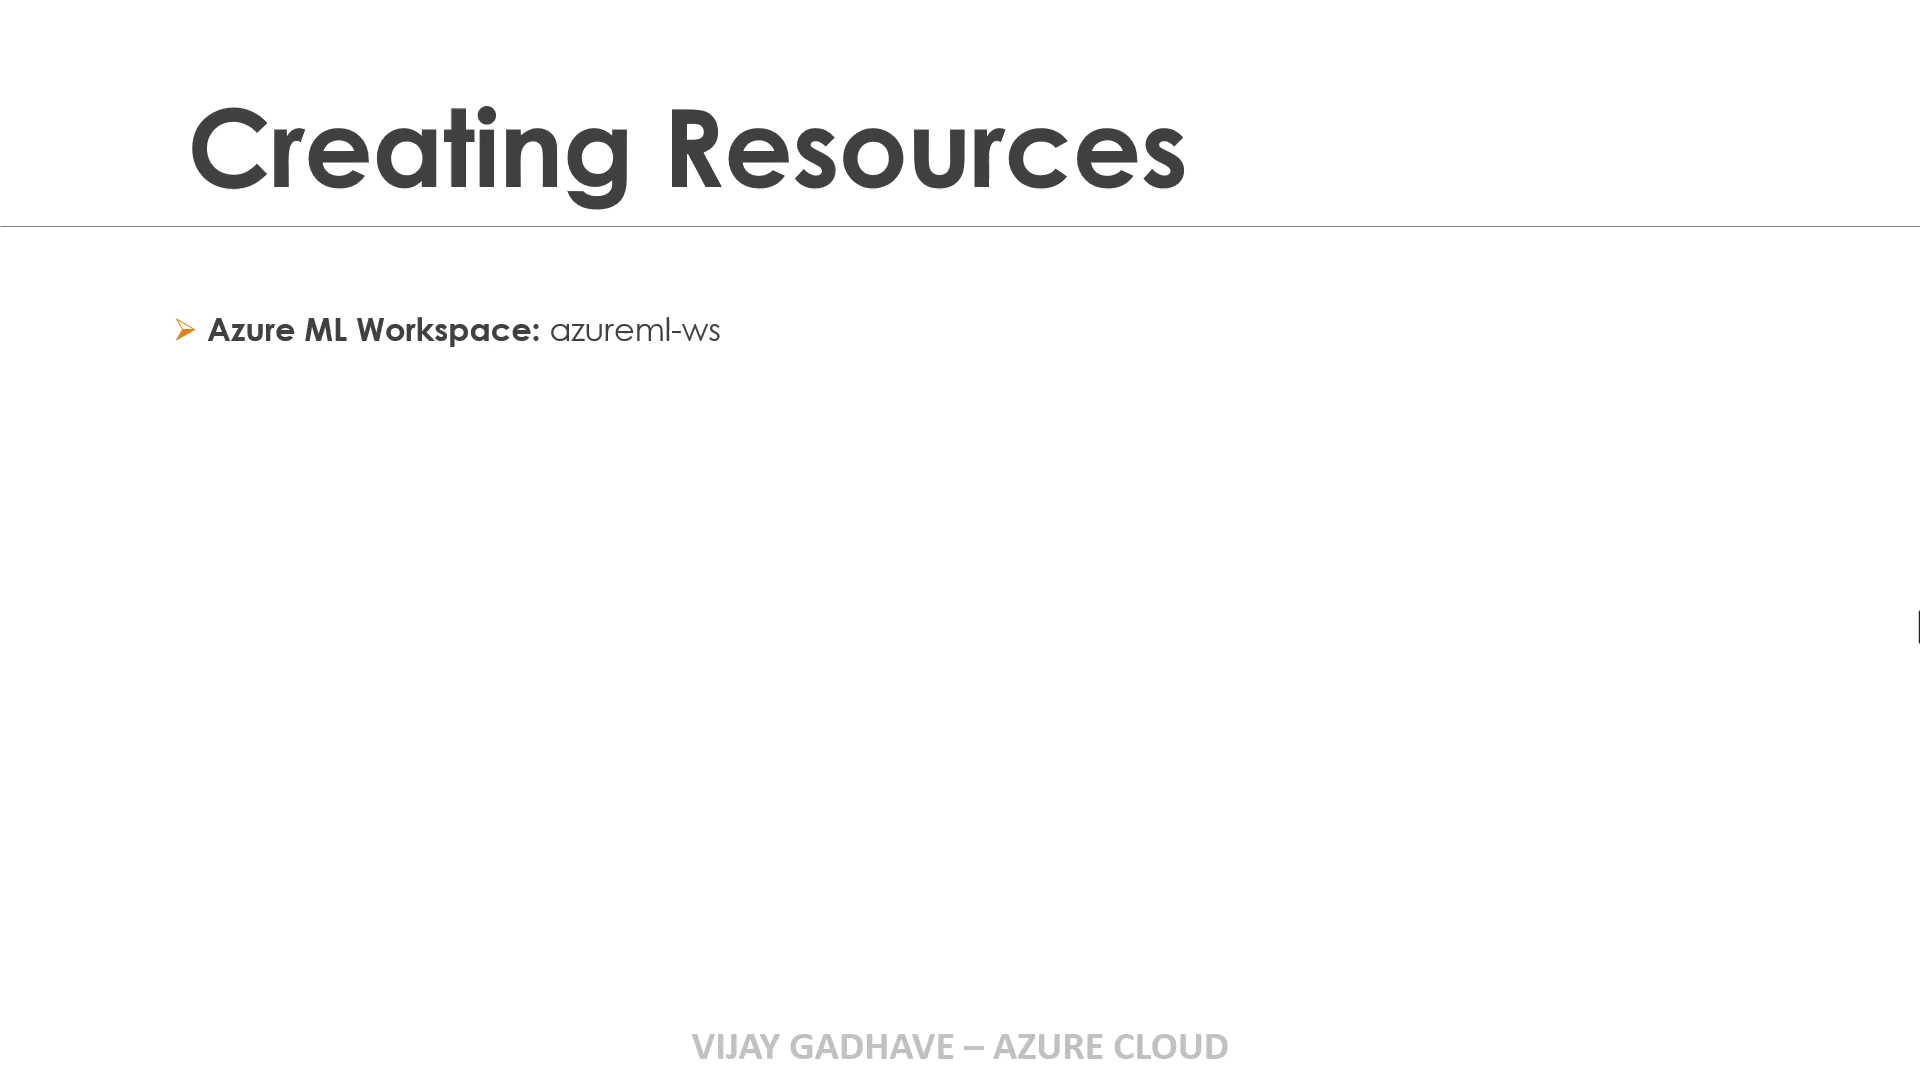 Creating Resources
Azure ML Workspace: azureml-ws
VIJAY GADHAVE – AZURE CLOUD